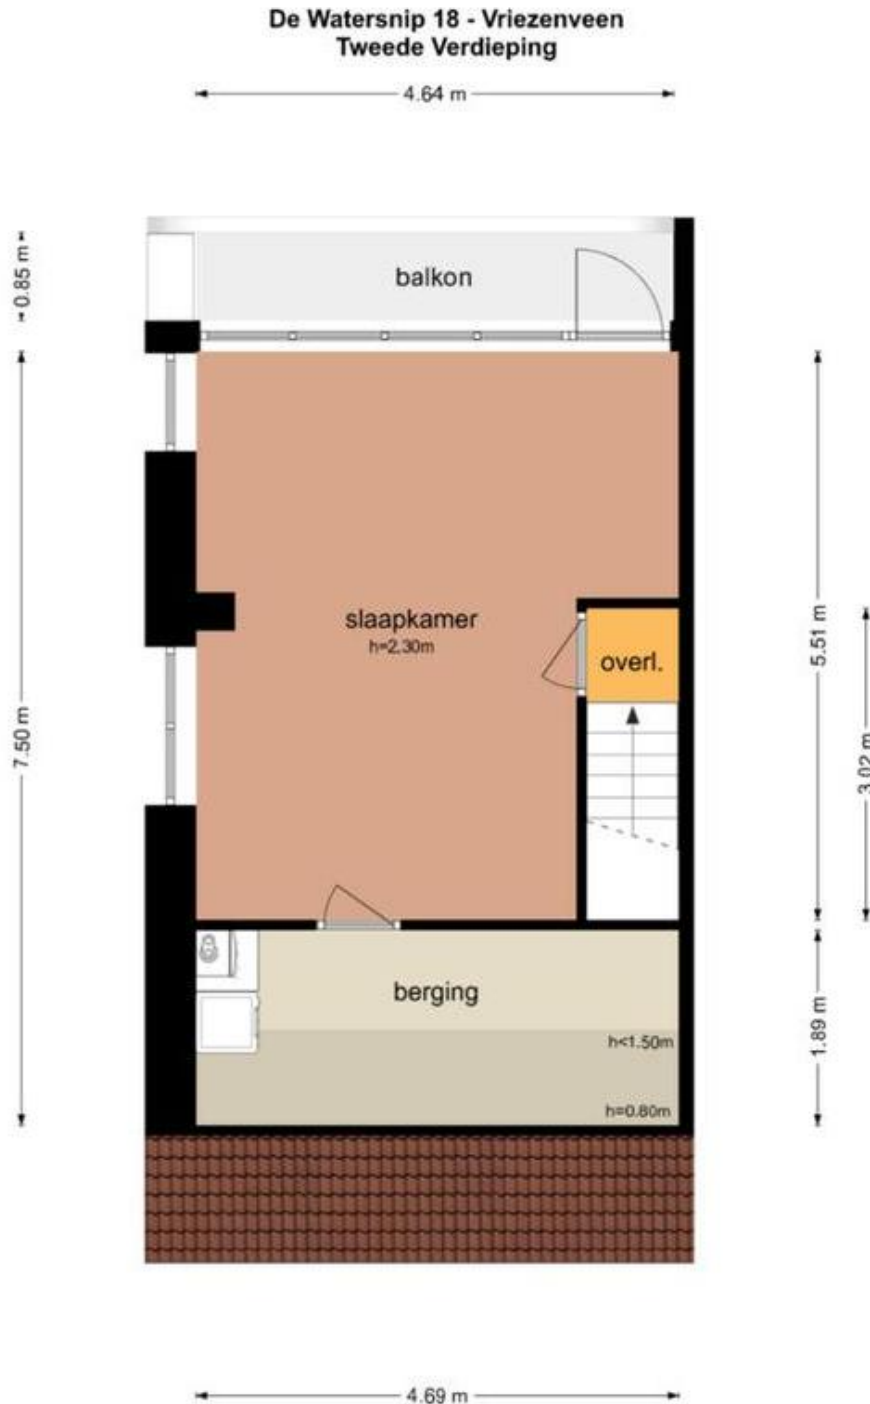 De Watersnip 18 - Vriezenveen
Tweede Verdieping
4.64 m
0.85 m
balkon
slaapkamer
h=2.30m
overl.
5.51 m
3.02 m
7.50 m
berging
h<1.50m
h=0.80m
1.89 m
4.69 m